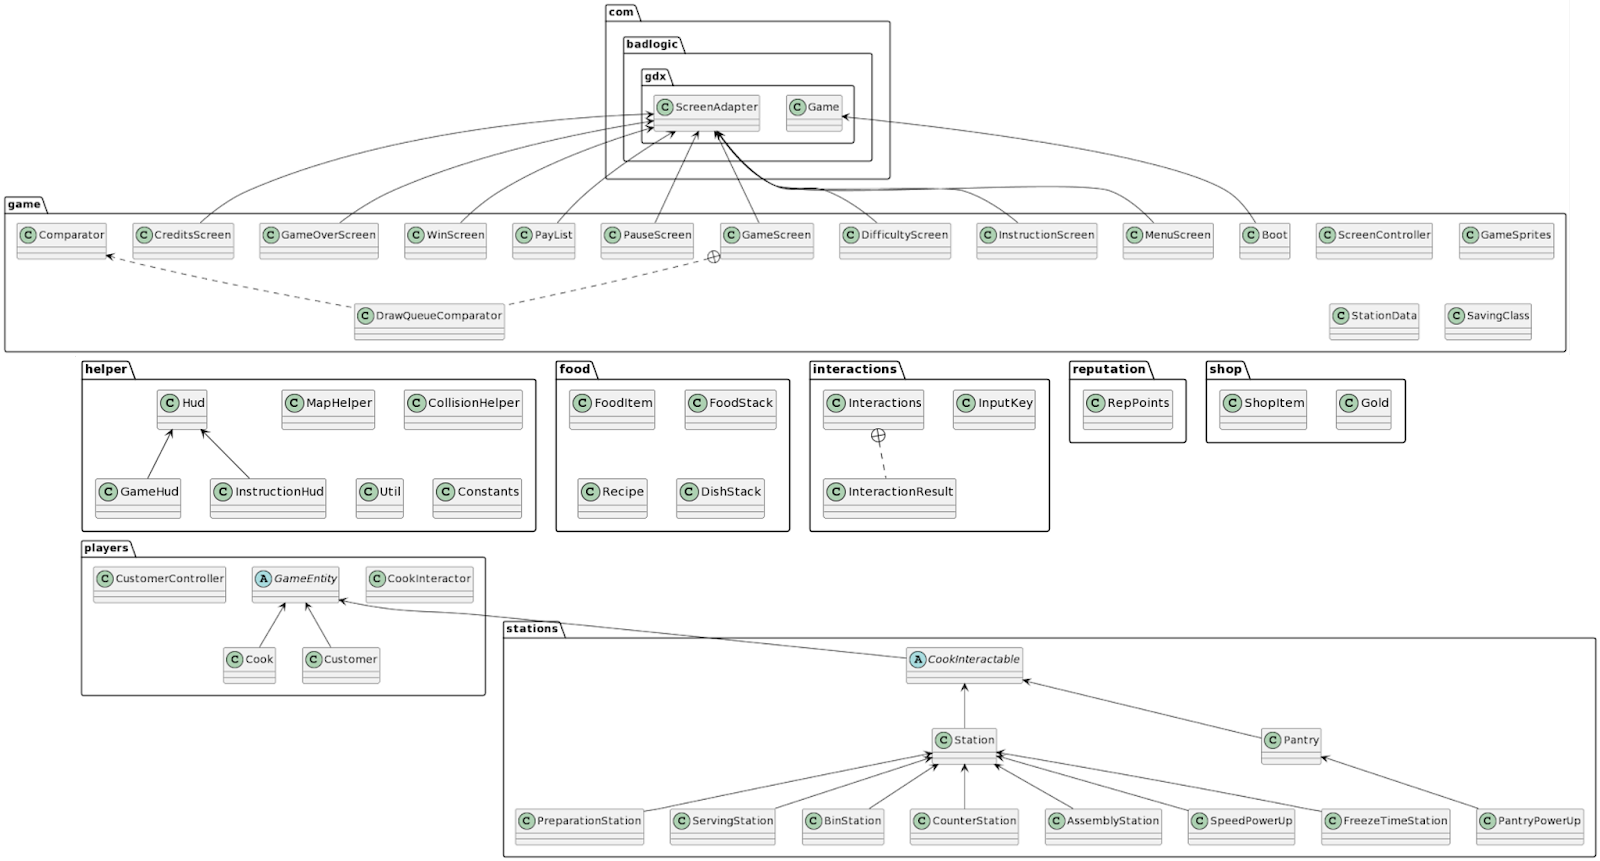 com
badlogic
gdx
C ScreenAdapter
C Game
game
C Comparator
C CreditsScreen
C GameOverScreen
C WinScreen
C PayList
C PauseScreen
C GameScreen
C DifficultyScreen
C InstructionScreen
C MenuScreen
C Boot
C ScreenController
C GameSprites
C DrawQueueComparator
C StationData
C SavingClass
helper
C Hud
C MapHelper
C CollisionHelper
C GameHud
C InstructionHud
C Util
C Constants
food
C FoodItem
C FoodStack
C Recipe
C DishStack
interactions
C Interactions
C InputKey
C InteractionResult
reputation
C RepPoints
shop
C ShopItem
C Gold
players
C CustomerController
A GameEntity
C CookInteractor
C Cook
C Customer
stations
A CookInteractable
C Station
C Pantry
C PreparationStation
C ServingStation
C BinStation
C CounterStation
C AssemblyStation
C SpeedPowerUp
C FreezeTimeStation
C PantryPowerUp